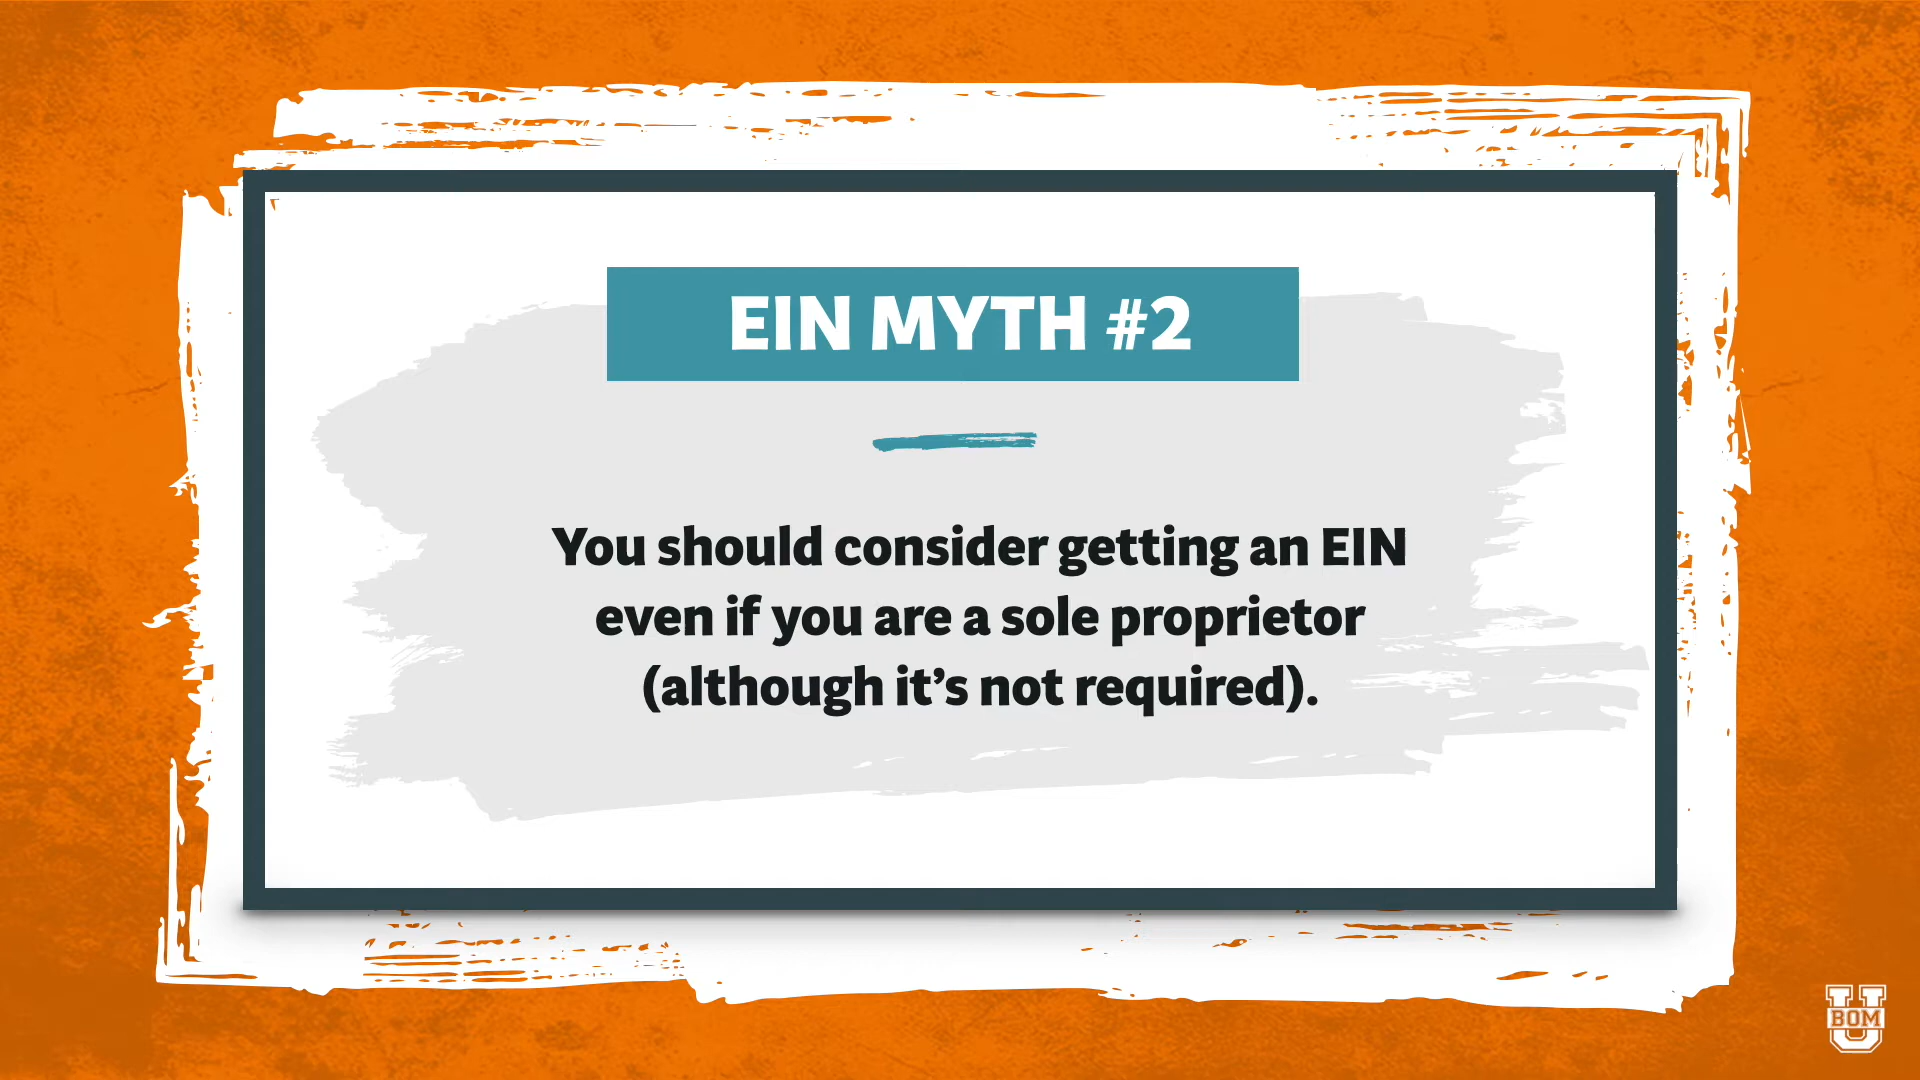 EIN MYTH #2
You should consider getting an EIN
even if you are a sole proprietor
(although it’s not required).
U
BOM